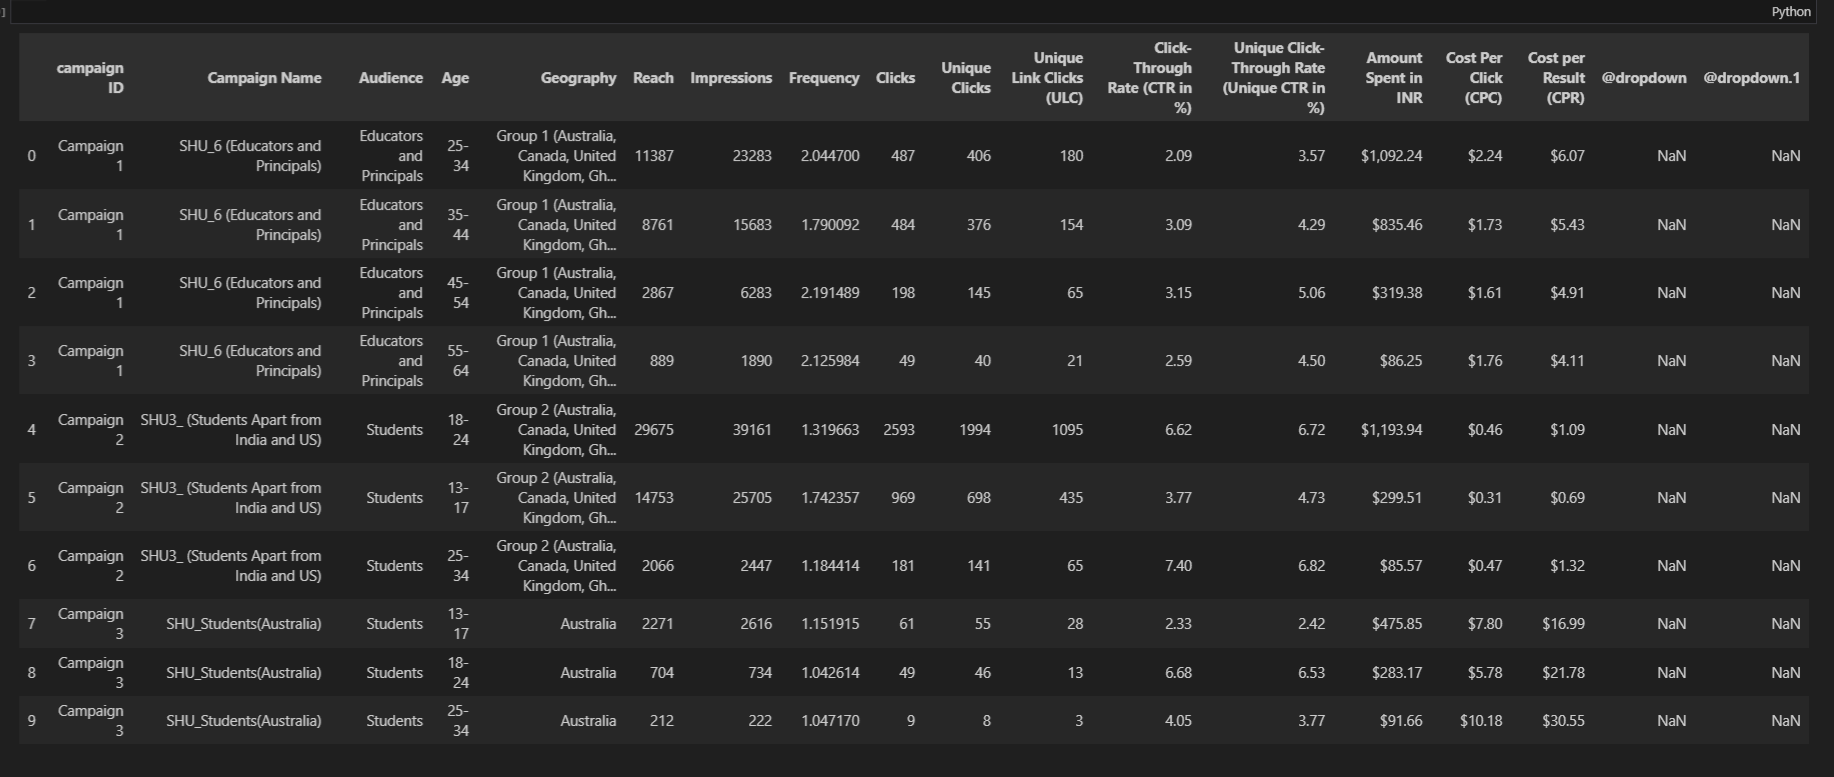 ]
Python
campaign ID Campaign Name Audience Age Geography Reach Impressions Frequency Clicks Unique Clicks Unique Link Clicks (ULC) Click-Through Rate (CTR in %) Unique Click-Through Rate (Unique CTR in %) Amount Spent in INR Cost Per Click (CPC) Cost per Result (CPR) @dropdown @dropdown.1
0 Campaign 1 SHU_6 (Educators and Principals) Educators and Principals 25-34 Group 1 (Australia, Canada, United Kingdom, Gh... 11387 23283 2.044700 487 406 180 2.09 3.57 $1,092.24 $2.24 $6.07 NaN NaN
1 Campaign 1 SHU_6 (Educators and Principals) Educators and Principals 35-44 Group 1 (Australia, Canada, United Kingdom, Gh... 8761 15683 1.790092 484 376 154 3.09 4.29 $835.46 $1.73 $5.43 NaN NaN
2 Campaign 1 SHU_6 (Educators and Principals) Educators and Principals 45-54 Group 1 (Australia, Canada, United Kingdom, Gh... 2867 6283 2.191489 198 145 65 3.15 5.06 $319.38 $1.61 $4.91 NaN NaN
3 Campaign 1 SHU_6 (Educators and Principals) Educators and Principals 55-64 Group 1 (Australia, Canada, United Kingdom, Gh... 889 1890 2.125984 49 40 21 2.59 4.50 $86.25 $1.76 $4.11 NaN NaN
4 Campaign 2 SHU3_ (Students Apart from India and US) Students 18-24 Group 2 (Australia, Canada, United Kingdom, Gh... 29675 39161 1.319663 2593 1994 1095 6.62 6.72 $1,193.94 $0.46 $1.09 NaN NaN
5 Campaign 2 SHU3_ (Students Apart from India and US) Students 13-17 Group 2 (Australia, Canada, United Kingdom, Gh... 14753 25705 1.742357 969 698 435 3.77 4.73 $299.51 $0.31 $0.69 NaN NaN
6 Campaign 2 SHU3_ (Students Apart from India and US) Students 25-34 Group 2 (Australia, Canada, United Kingdom, Gh... 2066 2447 1.184414 181 141 65 7.40 6.82 $85.57 $0.47 $1.32 NaN NaN
7 Campaign 3 SHU_Students(Australia) Students 13-17 Australia 2271 2616 1.151915 61 55 28 2.33 2.42 $475.85 $7.80 $16.99 NaN NaN
8 Campaign 3 SHU_Students(Australia) Students 18-24 Australia 704 734 1.042614 49 46 13 6.68 6.53 $283.17 $5.78 $21.78 NaN NaN
9 Campaign 3 SHU_Students(Australia) Students 25-34 Australia 212 222 1.047170 9 8 3 4.05 3.77 $91.66 $10.18 $30.55 NaN NaN